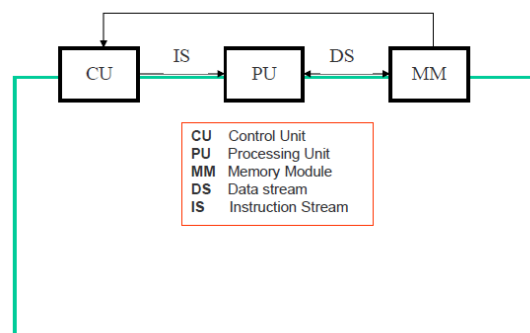 IS DS
CU PU MM
CU Control Unit
PU Processing Unit
MM Memory Module
DS Data stream
IS Instruction Stream